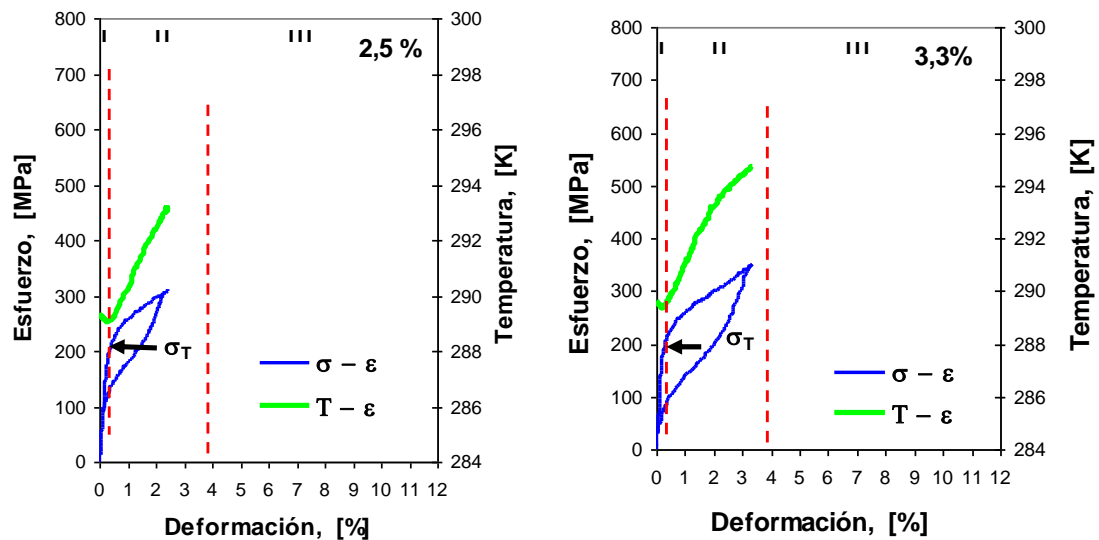 I II III
2,5 %
800
700
600
500
400
300
200
100
0
Esfuerzo, [MPa]
300
298
296
294
292
290
288
286
284
Temperatura, [K]
σT
σ – ε
T – ε
0 1 2 3 4 5 6 7 8 9 10 11 12
Deformación, [%]
I II III
3,3%
800
700
600
500
400
300
200
100
0
Esfuerzo, [MPa]
300
298
296
294
292
290
288
286
284
Temperatura, [K]
σT
σ – ε
T – ε
0 1 2 3 4 5 6 7 8 9 10 11 12
Deformación, [%]